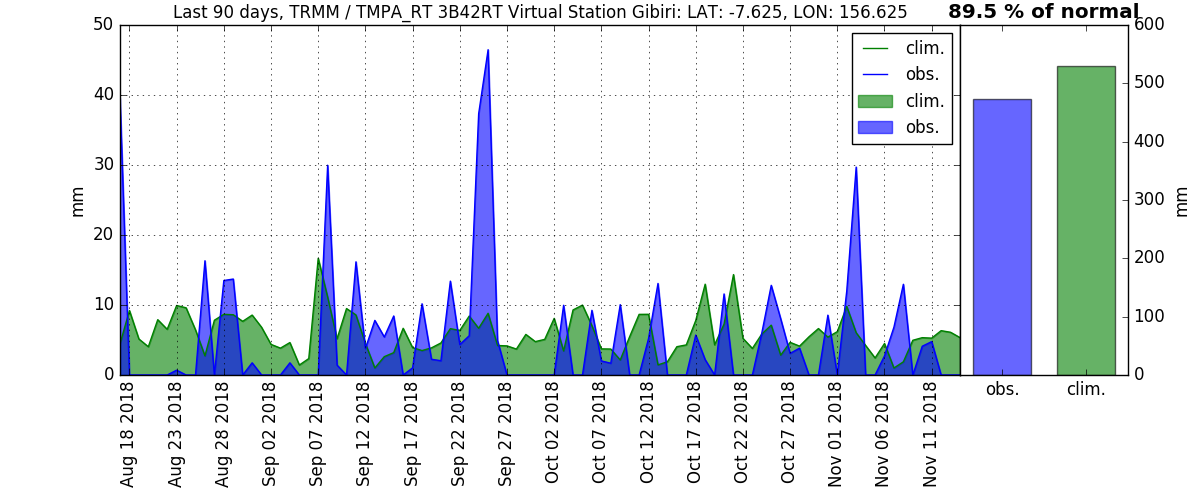 Last 90 days, TRMM / TMPA_RT 3B42RT Virtual Station Gibiri: LAT: -7.625, LON: 156.625
89.5 % of normal
50
40
30
20
10
0
mm
clim.
obs.
clim.
obs.
600
500
400
300
200
100
0
mm
obs.
clim.
Aug 18 2018
Aug 23 2018
Aug 28 2018
Sep 02 2018
Sep 07 2018
Sep 12 2018
Sep 17 2018
Sep 22 2018
Sep 27 2018
Oct 02 2018
Oct 07 2018
Oct 12 2018
Oct 17 2018
Oct 22 2018
Oct 27 2018
Nov 01 2018
Nov 06 2018
Nov 11 2018